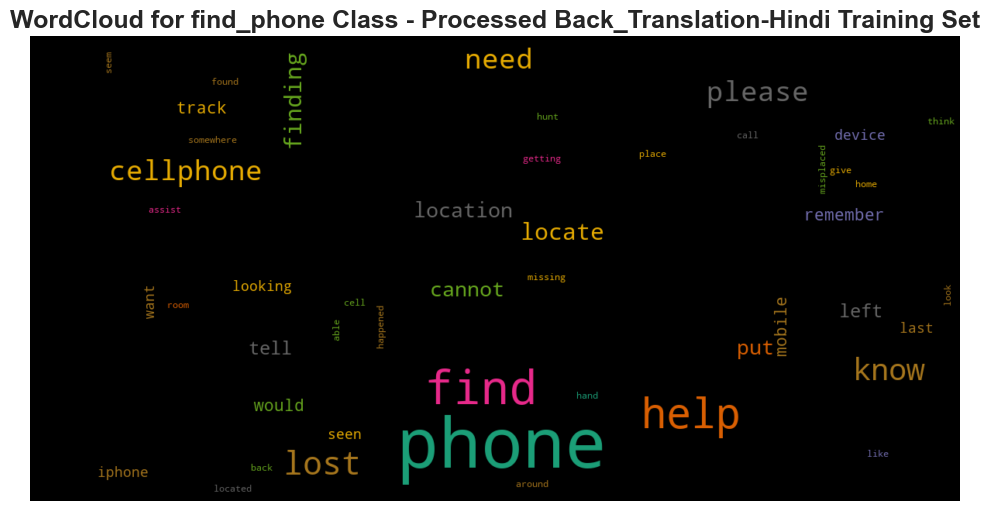 WordCloud for find_phone Class - Processed Back_Translation-Hindi Training Set
seem
found
finding
need
track
please
somewhere
hunt
call
device
think
cellphone
getting
place
misplaced
give
home
assist
location
locate
remember
want
room
looking
cell
able
happened
cannot
missing
mobile
left
last
look
tell
put
know
would
find
hand
help
seen
phone
lost
iphone
back
located
around
like